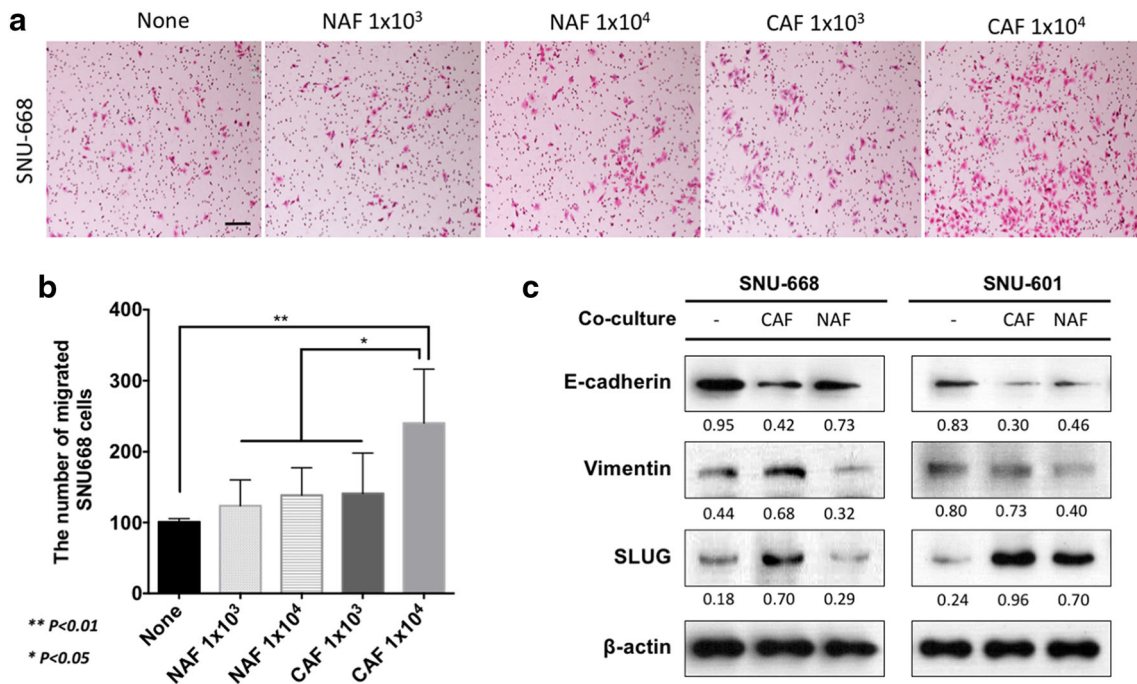 a
None NAF 1x10³ NAF 1x10⁴ CAF 1x10³ CAF 1x10⁴
SNU-668
b
The number of migrated
SNU668 cells
400
300
200
100
0
**
*
None NAF 1x10³ NAF 1x10⁴ CAF 1x10³ CAF 1x10⁴
** P<0.01
* P<0.05
c
SNU-668 SNU-601
Co-culture - CAF NAF - CAF NAF
E-cadherin
0.95 0.42 0.73 0.83 0.30 0.46
Vimentin
0.44 0.68 0.32 0.80 0.73 0.40
SLUG
0.18 0.70 0.29 0.24 0.96 0.70
β-actin